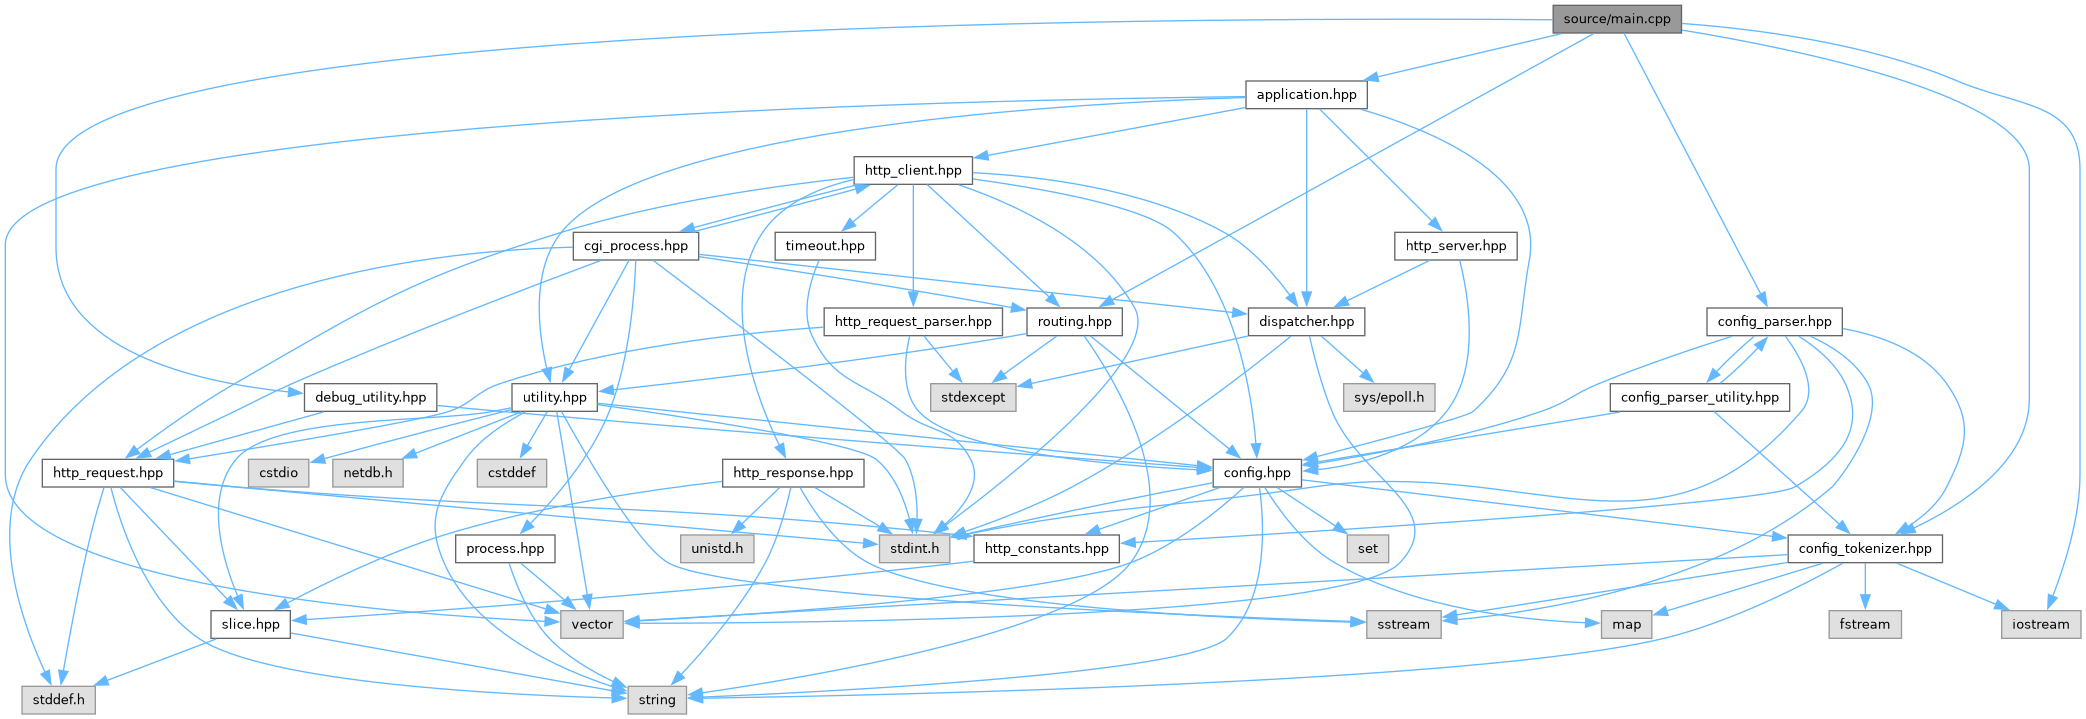 source/main.cpp
application.hpp
http_client.hpp
cgi_process.hpp
timeout.hpp
http_server.hpp
http_request_parser.hpp
routing.hpp
dispatcher.hpp
config_parser.hpp
debug_utility.hpp
utility.hpp
stdexcept
sys/epoll.h
config_parser_utility.hpp
http_request.hpp
cstdio
netdb.h
cstddef
http_response.hpp
config.hpp
process.hpp
unistd.h
stdint.h
http_constants.hpp
set
config_tokenizer.hpp
slice.hpp
vector
sstream
map
fstream
iostream
stddef.h
string